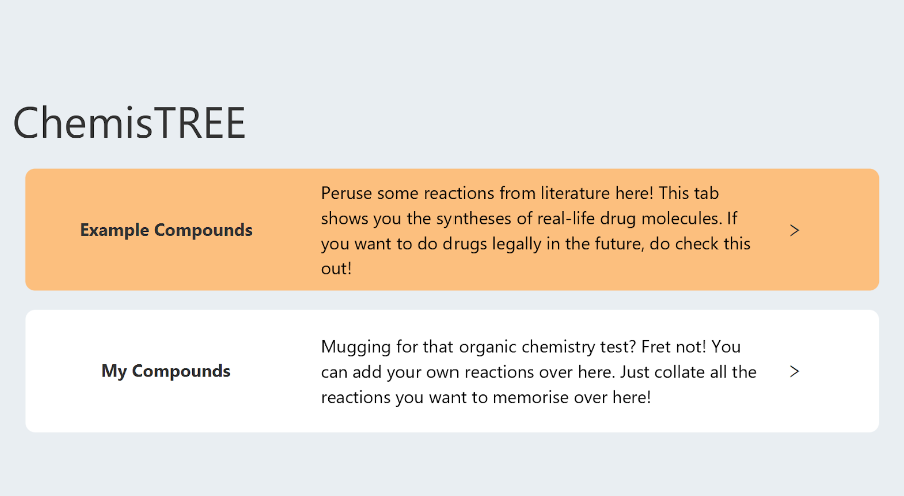 ChemisTREE
Example Compounds
Peruse some reactions from literature here! This tab
shows you the syntheses of real-life drug molecules. If
you want to do drugs legally in the future, do check this
out!
My Compounds
Mugging for that organic chemistry test? Fret not! You
can add your own reactions over here. Just collate all the
reactions you want to memorise over here!